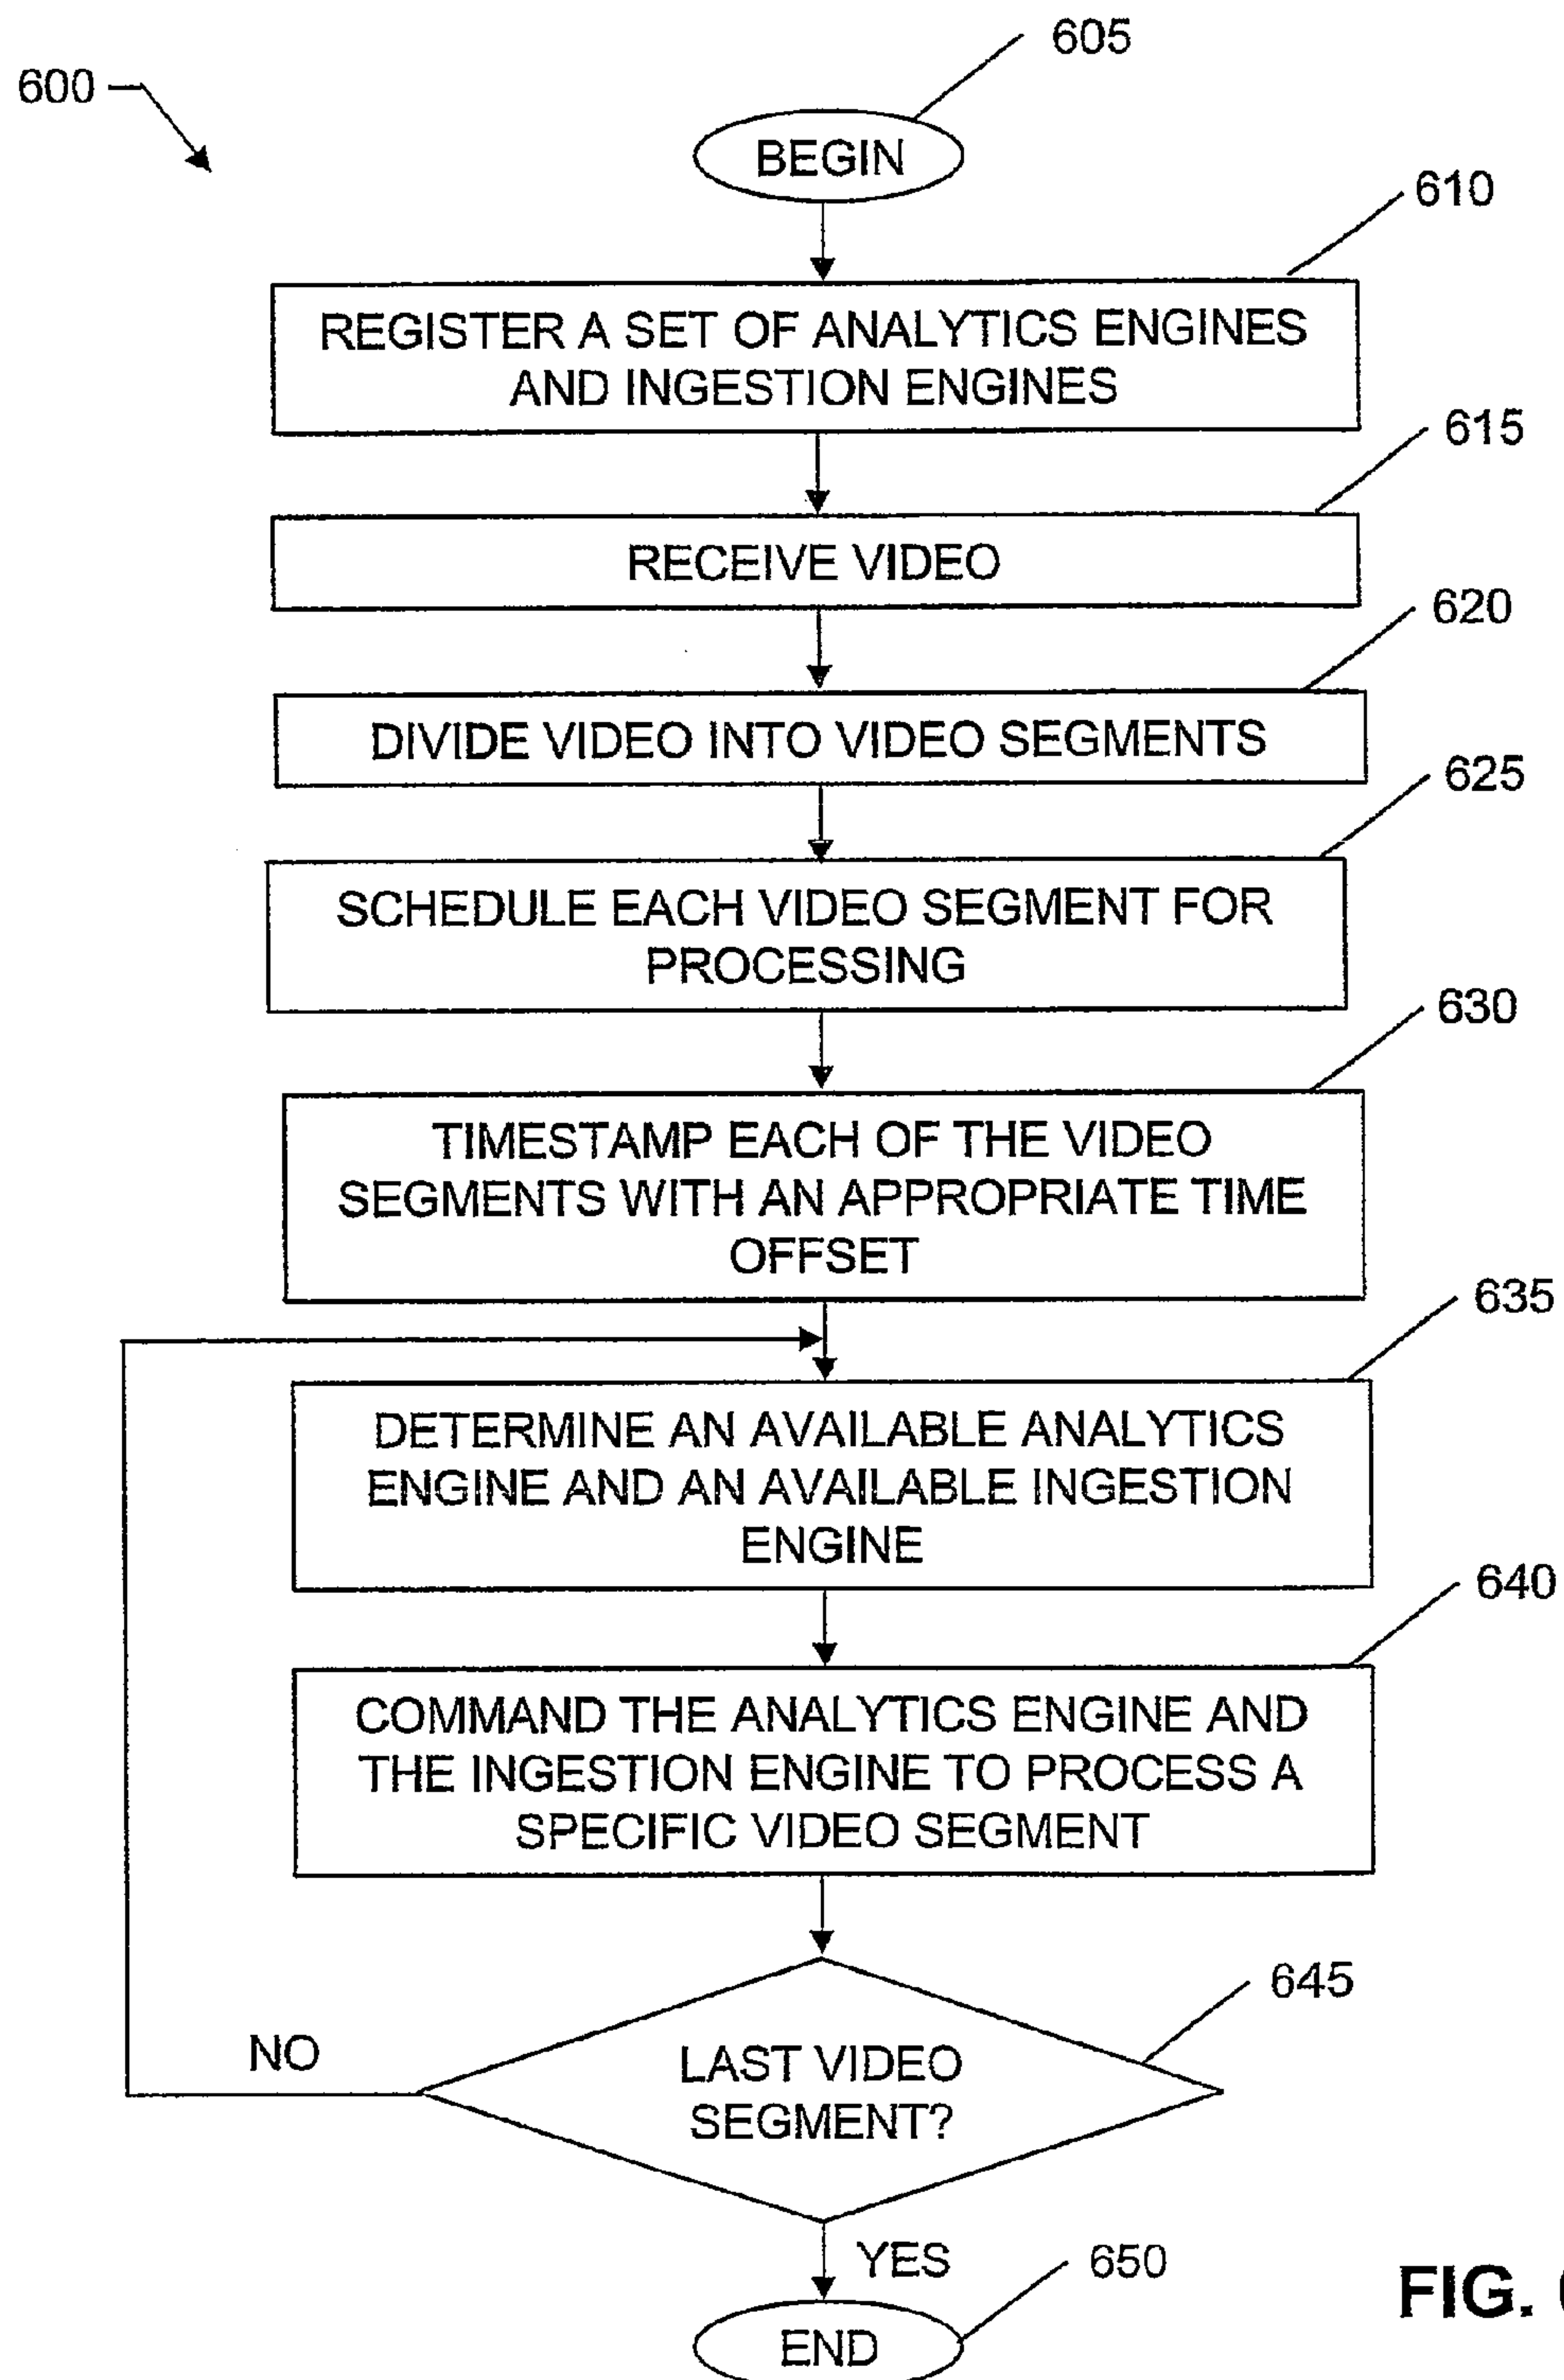 600
605
BEGIN
610
REGISTER A SET OF ANALYTICS ENGINES
AND INGESTION ENGINES
615
RECEIVE VIDEO
620
DIVIDE VIDEO INTO VIDEO SEGMENTS
625
SCHEDULE EACH VIDEO SEGMENT FOR
PROCESSING
630
TIMESTAMP EACH OF THE VIDEO
SEGMENTS WITH AN APPROPRIATE TIME
OFFSET
635
DETERMINE AN AVAILABLE ANALYTICS
ENGINE AND AN AVAILABLE INGESTION
ENGINE
640
COMMAND THE ANALYTICS ENGINE AND
THE INGESTION ENGINE TO PROCESS A
SPECIFIC VIDEO SEGMENT
645
LAST VIDEO
SEGMENT?
NO
YES
650
END
FIG.